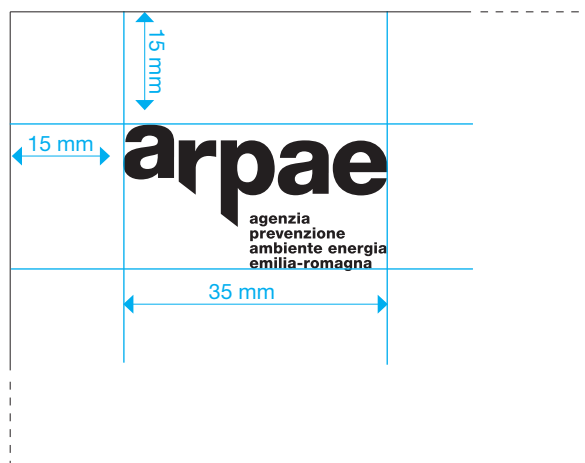 15 mm
15 mm
arpae
agenzia
prevenzione
ambiente energia
emilia-romagna
35 mm